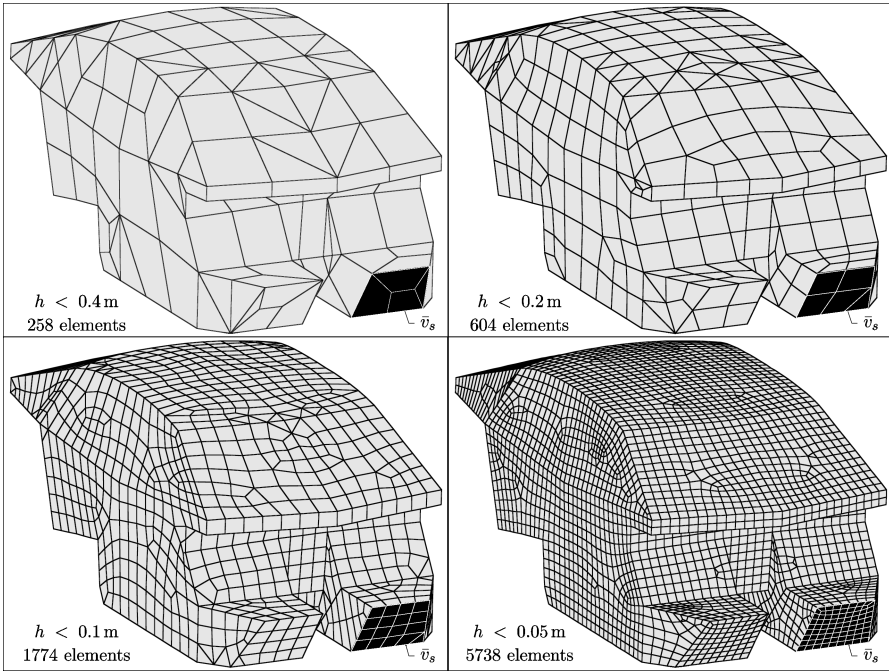 h < 0.4 m
258 elements
v̄ₛ
h < 0.2 m
604 elements
v̄ₛ
h < 0.1 m
1774 elements
v̄ₛ
h < 0.05 m
5738 elements
v̄ₛ